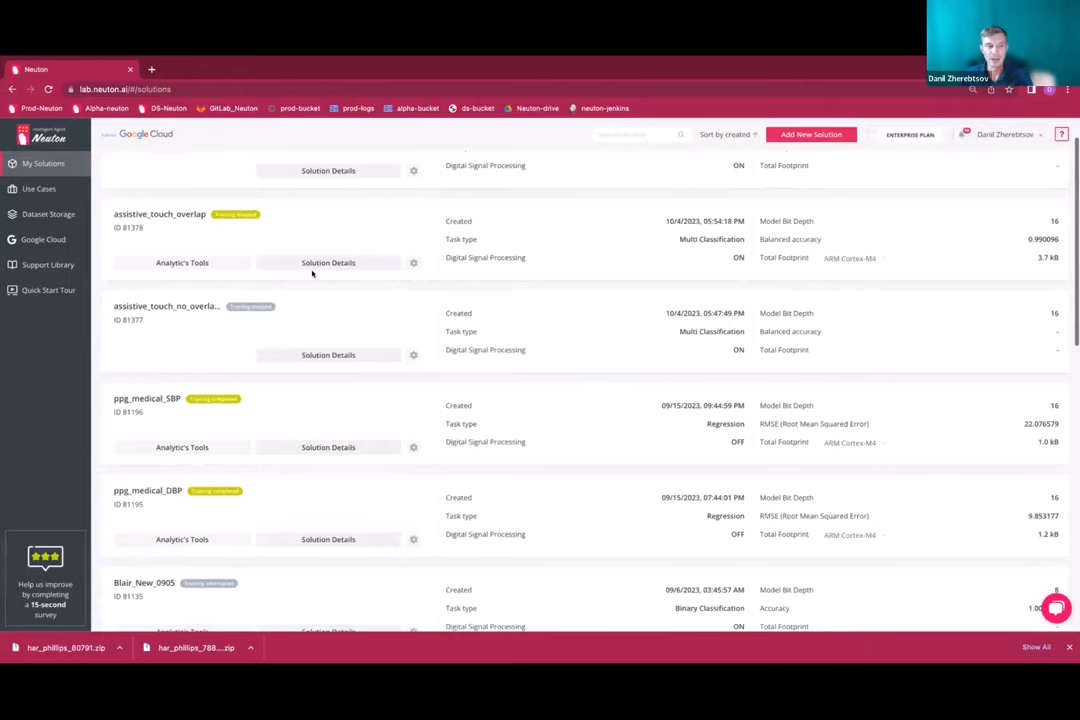 Danil Zherebtsov
Neuton
lab.neuton.ai/#/solutions
Prod-Neuton Alpha-neuton DS-Neuton GitLab_Neuton prod-bucket prod-logs alpha-bucket ds-bucket Neuton-drive neuton-jenkins
Neuton
Google Cloud
Sort by created
Add New Solution
ENTERPRISE PLAN
Danil Zherebtsov
?
My Solutions
Use Cases
Dataset Storage
Google Cloud
Support Library
Quick Start Tour
Solution Details
Digital Signal Processing ON
Total Footprint -
assistive_touch_overlap Training stopped
ID 81378
Analytic's Tools Solution Details
Created 10/4/2023, 05:54:18 PM
Task type Multi Classification
Digital Signal Processing ON
Model Bit Depth 16
Balanced accuracy 0.990096
Total Footprint ARM Cortex-M4 3.7 kB
assistive_touch_no_overla... Training stopped
ID 81377
Solution Details
Created 10/4/2023, 05:47:49 PM
Task type Multi Classification
Digital Signal Processing ON
Model Bit Depth 16
Balanced accuracy -
Total Footprint -
ppg_medical_SBP Training completed
ID 81196
Analytic's Tools Solution Details
Created 09/15/2023, 09:44:59 PM
Task type Regression
Digital Signal Processing OFF
Model Bit Depth 16
RMSE (Root Mean Squared Error) 22.076579
Total Footprint ARM Cortex-M4 1.0 kB
ppg_medical_DBP Training completed
ID 81195
Analytic's Tools Solution Details
Created 09/15/2023, 07:44:01 PM
Task type Regression
Digital Signal Processing OFF
Model Bit Depth 16
RMSE (Root Mean Squared Error) 9.853177
Total Footprint ARM Cortex-M4 1.2 kB
Blair_New_0905 Training interrupted
ID 81135
Analytic's Tools Solution Details
Created 09/6/2023, 03:45:57 AM
Task type Binary Classification
Digital Signal Processing ON
Model Bit Depth 8
Accuracy
Total Footprint
Help us improve
by completing
a 15-second
survey
har_phillips_80791.zip har_phillips_788....zip Show All